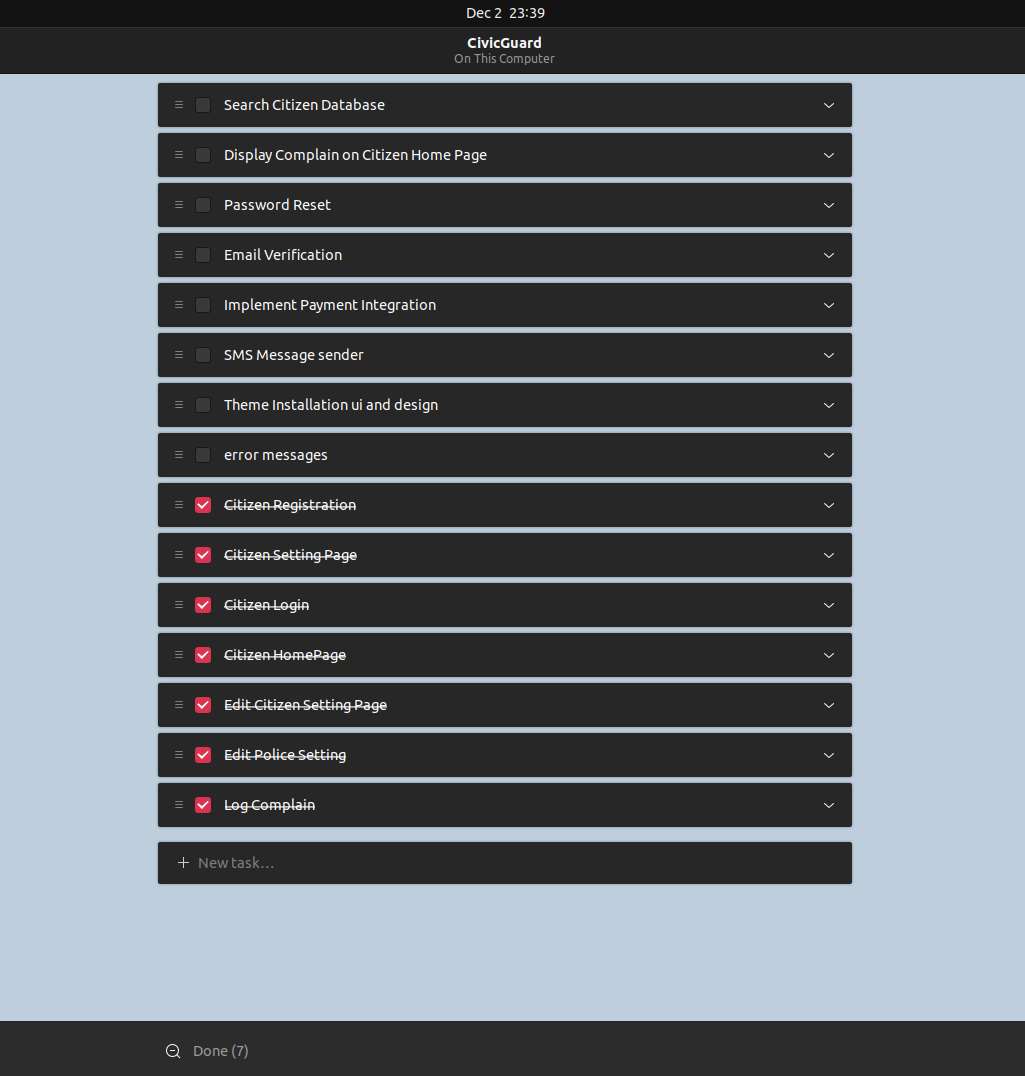 Dec 2 23:39
CivicGuard
On This Computer
Search Citizen Database
Display Complain on Citizen Home Page
Password Reset
Email Verification
Implement Payment Integration
SMS Message sender
Theme Installation ui and design
error messages
Citizen Registration
Citizen Setting Page
Citizen Login
Citizen HomePage
Edit Citizen Setting Page
Edit Police Setting
Log Complain
New task…
Done (7)